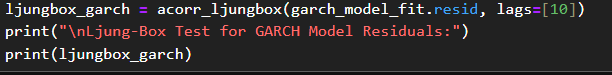 ljungbox_garch = acorr_ljungbox(garch_model_fit.resid, lags=[10])
print("\nLjung-Box Test for GARCH Model Residuals:")
print(ljungbox_garch)